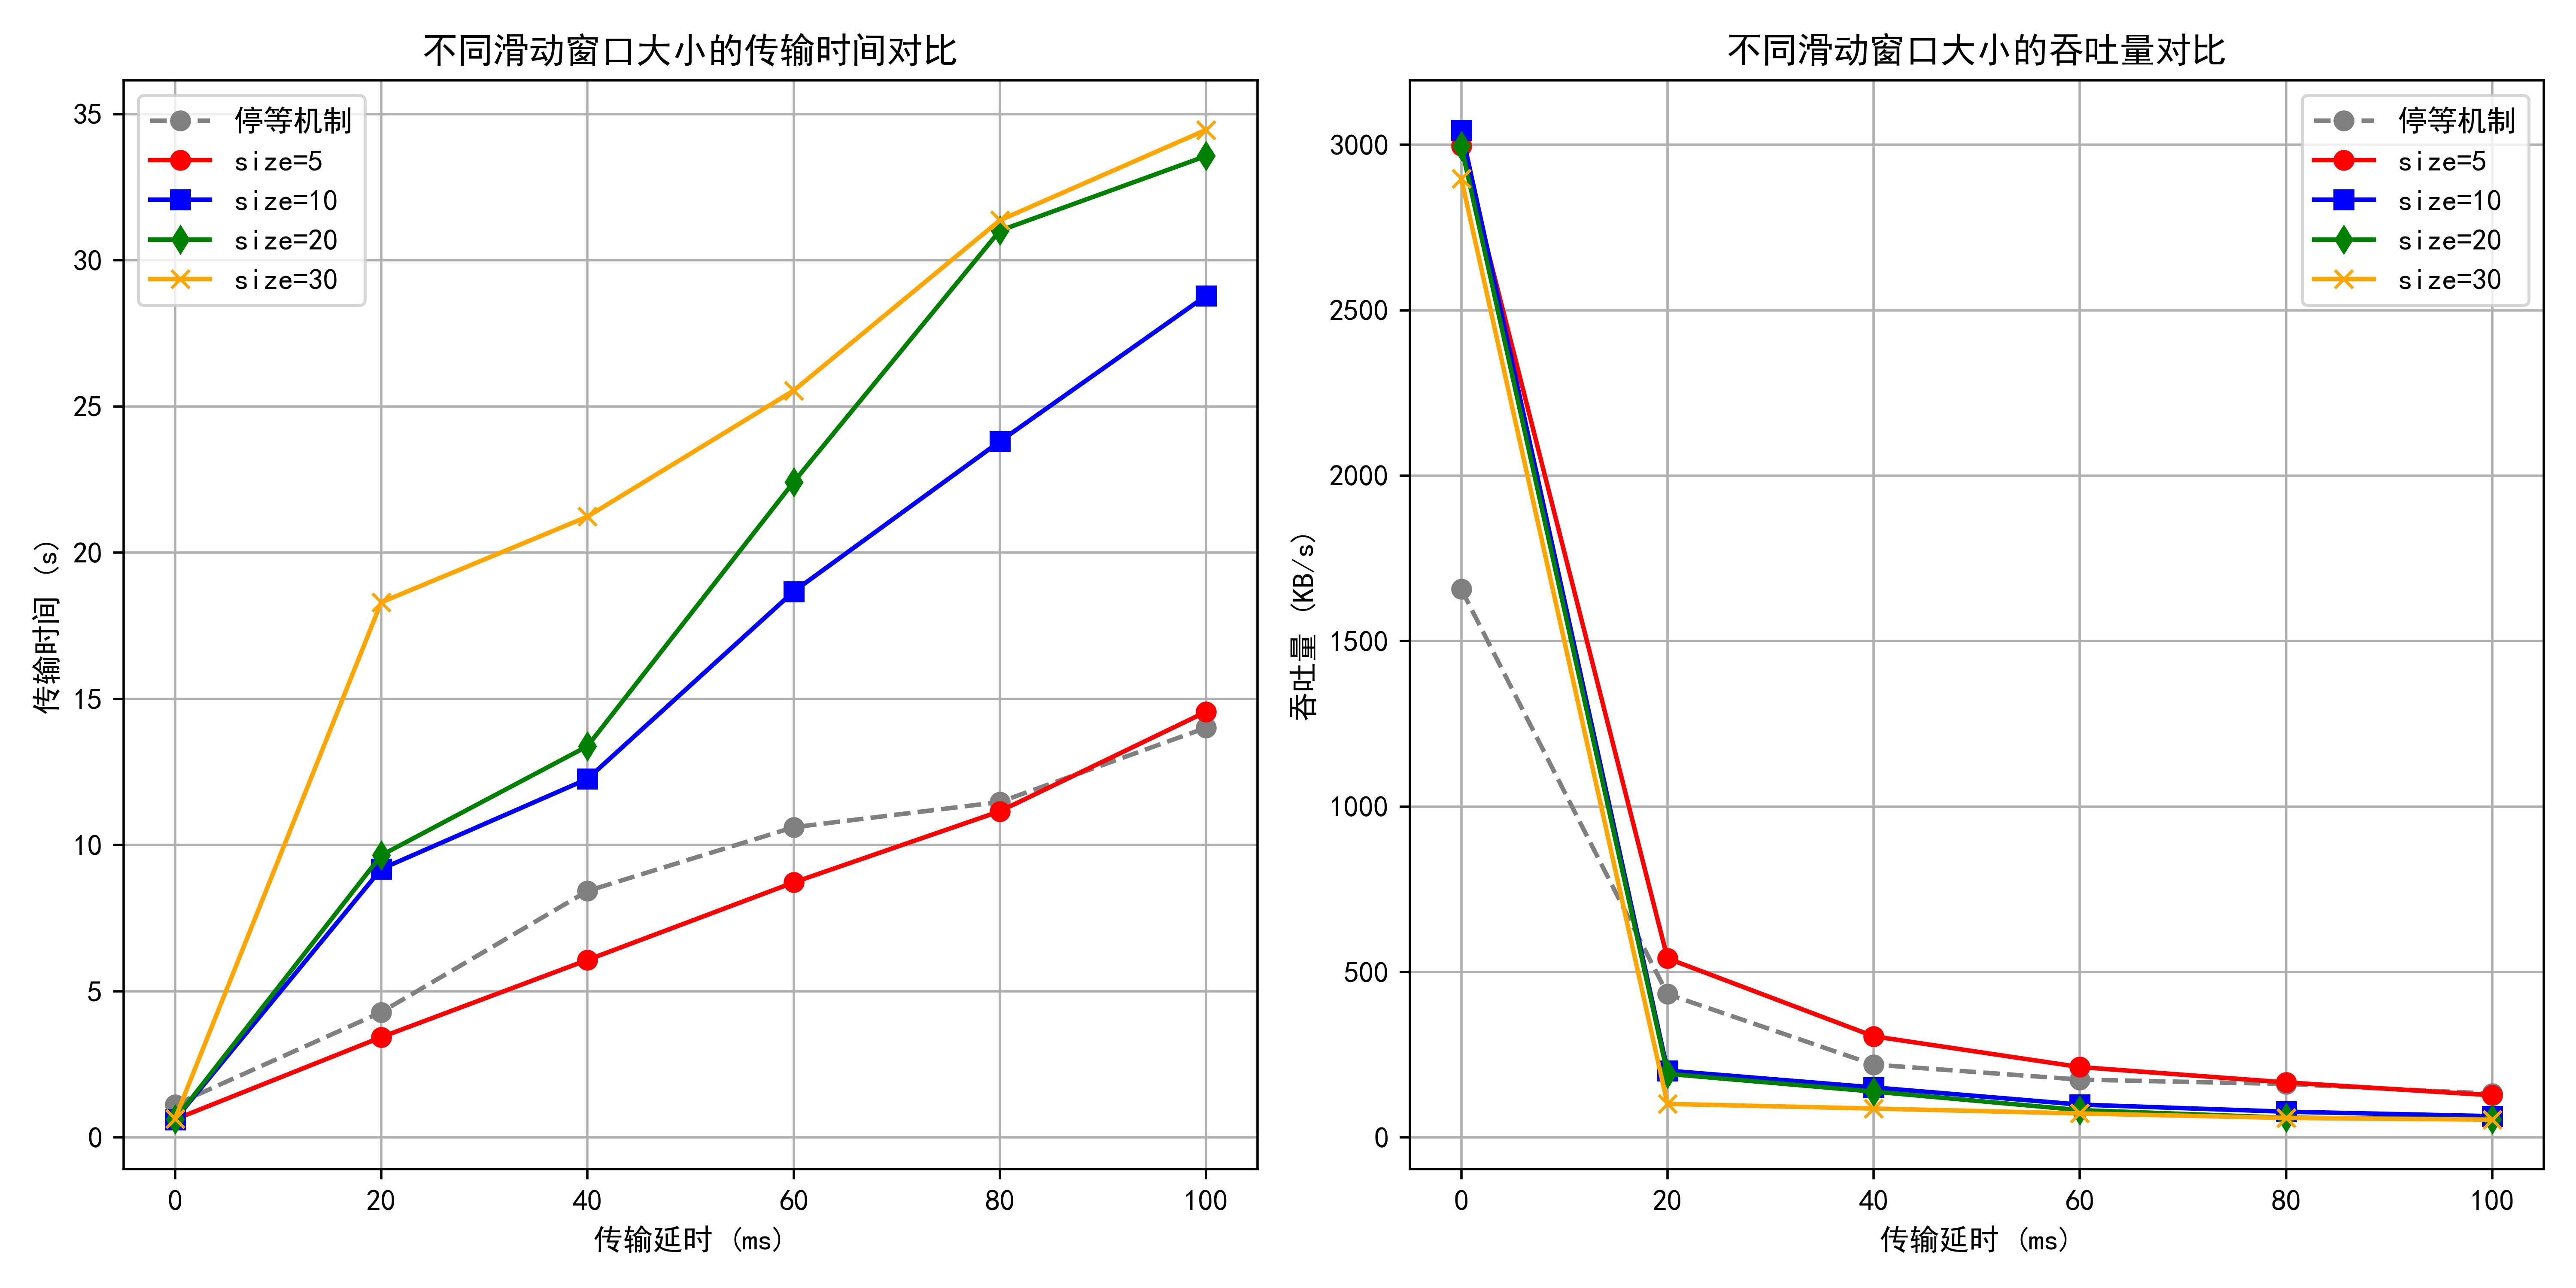 不同滑动窗口大小的传输时间对比
停等机制
size=5
size=10
size=20
size=30
35
30
25
20
15
10
5
0
传输时间 (s)
0
20
40
60
80
100
传输延时 (ms)
不同滑动窗口大小的吞吐量对比
停等机制
size=5
size=10
size=20
size=30
3000
2500
2000
1500
1000
500
0
吞吐量 (KB/s)
0
20
40
60
80
100
传输延时 (ms)